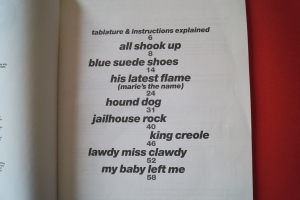 tablature & instructions explained
6
all shook up
8
blue suede shoes
14
his latest flame
(marie's the name)
24
hound dog
31
jailhouse rock
40
king creole
46
lawdy miss clawdy
52
my baby left me
58